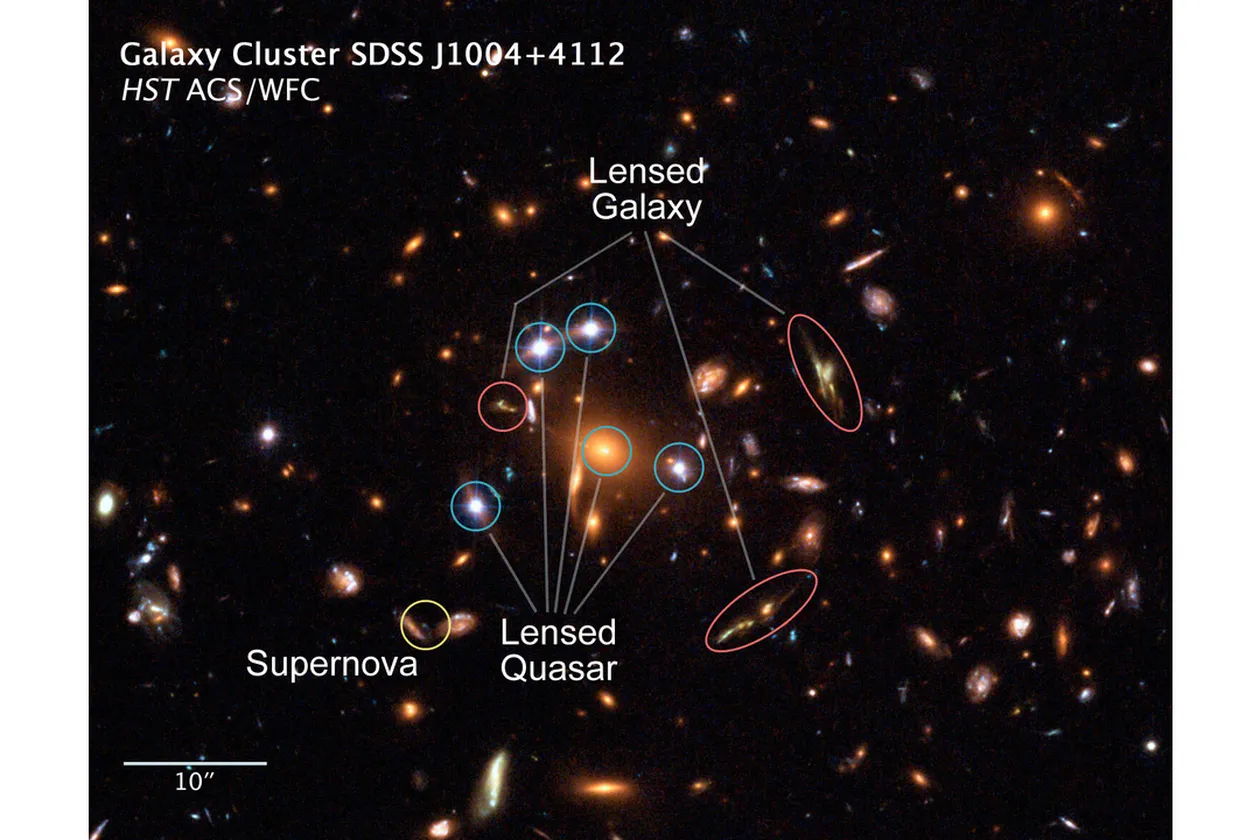 Galaxy Cluster SDSS J1004+4112
HST ACS/WFC
Lensed
Galaxy
Lensed
Quasar
Supernova
10″